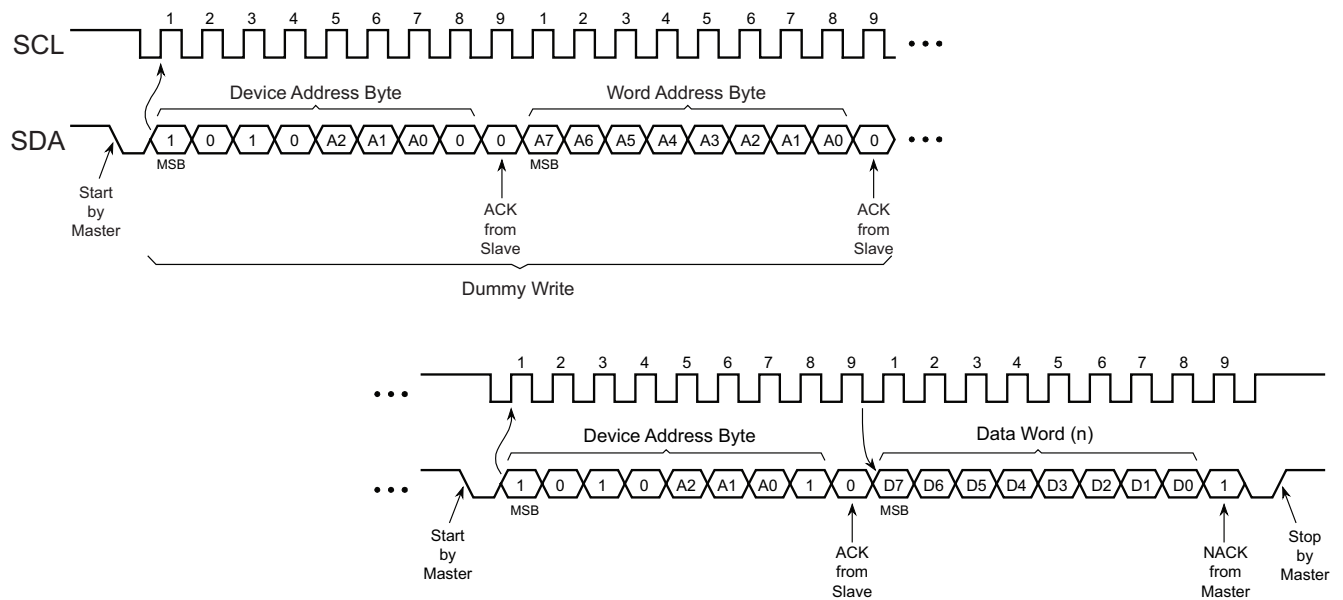 1 2 3 4 5 6 7 8 9 1 2 3 4 5 6 7 8 9
SCL
Device Address Byte Word Address Byte
SDA 1 0 1 0 A2 A1 A0 0 0 A7 A6 A5 A4 A3 A2 A1 A0 0
MSB MSB
Start
by
Master
ACK
from
Slave
ACK
from
Slave
Dummy Write
1 2 3 4 5 6 7 8 9 1 2 3 4 5 6 7 8 9
Device Address Byte Data Word (n)
1 0 1 0 A2 A1 A0 1 0 D7 D6 D5 D4 D3 D2 D1 D0 1
MSB MSB
Start
by
Master
ACK
from
Slave
NACK
from
Master
Stop
by
Master